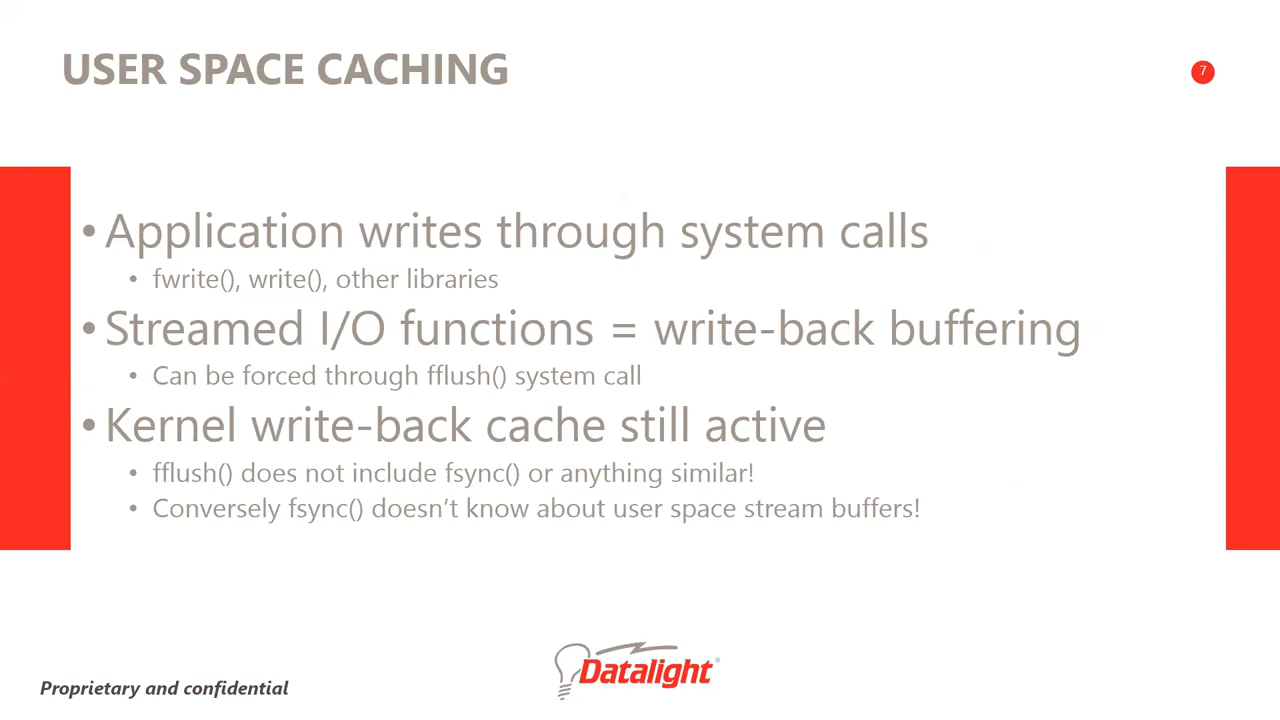 USER SPACE CACHING
7
• Application writes through system calls
• fwrite(), write(), other libraries
• Streamed I/O functions = write-back buffering
• Can be forced through fflush() system call
• Kernel write-back cache still active
• fflush() does not include fsync() or anything similar!
• Conversely fsync() doesn’t know about user space stream buffers!
Datalight®
Proprietary and confidential